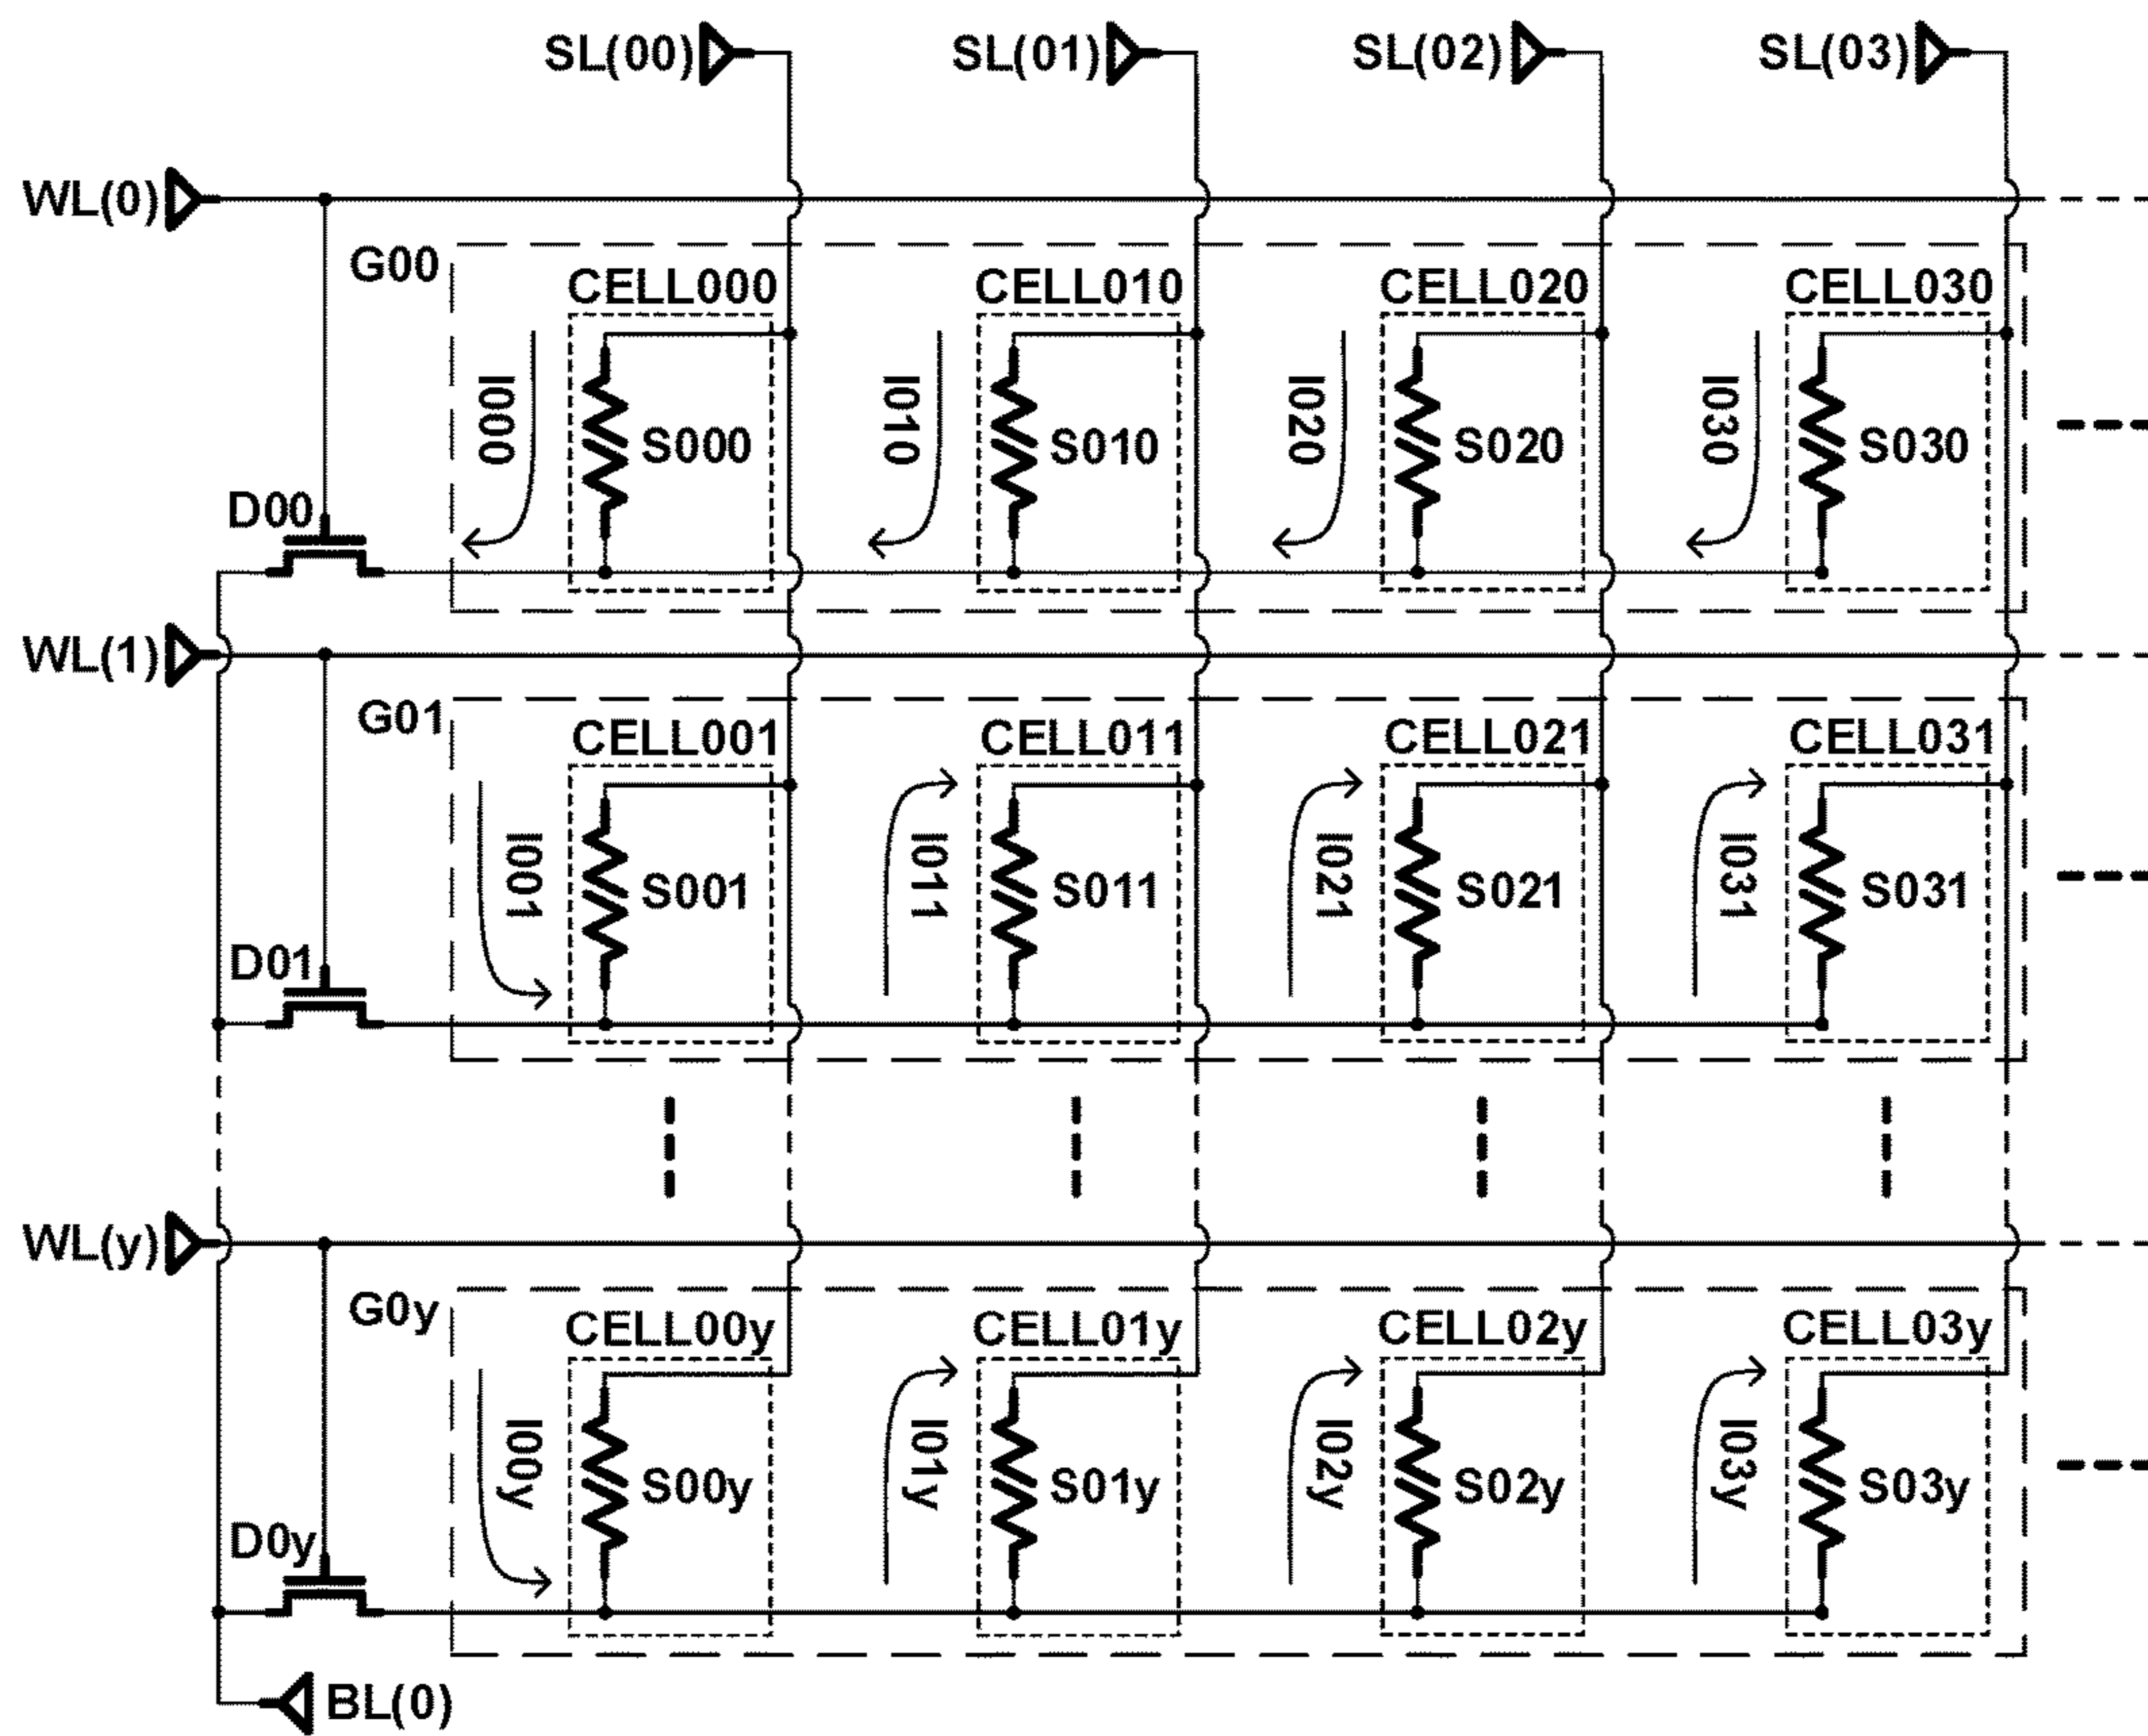 SL(00) SL(01) SL(02) SL(03)
WL(0)
G00
CELL000 CELL010 CELL020 CELL030
I000 I010 I020 I030
S000 S010 S020 S030
D00
WL(1)
G01
CELL001 CELL011 CELL021 CELL031
I001 I011 I021 I031
S001 S011 S021 S031
D01
WL(y)
G0y
CELL00y CELL01y CELL02y CELL03y
I00y I01y I02y I03y
S00y S01y S02y S03y
D0y
BL(0)